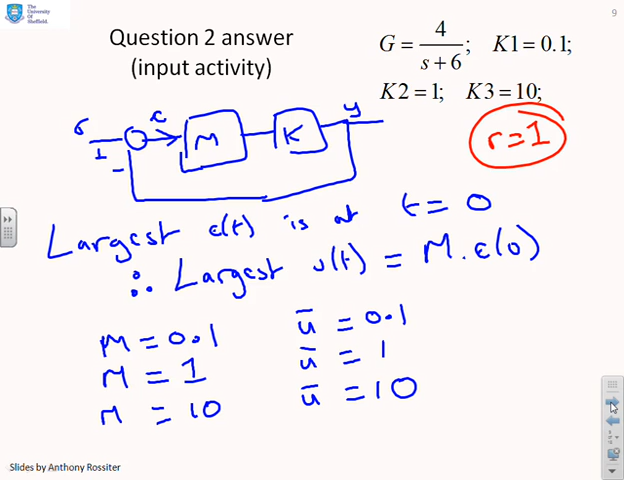 The
University
Of
Sheffield.
9
Question 2 answer
(input activity)
G = 4/(s+6); K1 = 0.1;
K2 = 1; K3 = 10;
r=1
r e M K y
1
−
Largest e(t) is at t = 0
∴ Largest u(t) = M.e(0)
M = 0.1 ū = 0.1
M = 1 ū = 1
M = 10 ū = 10
Slides by Anthony Rossiter